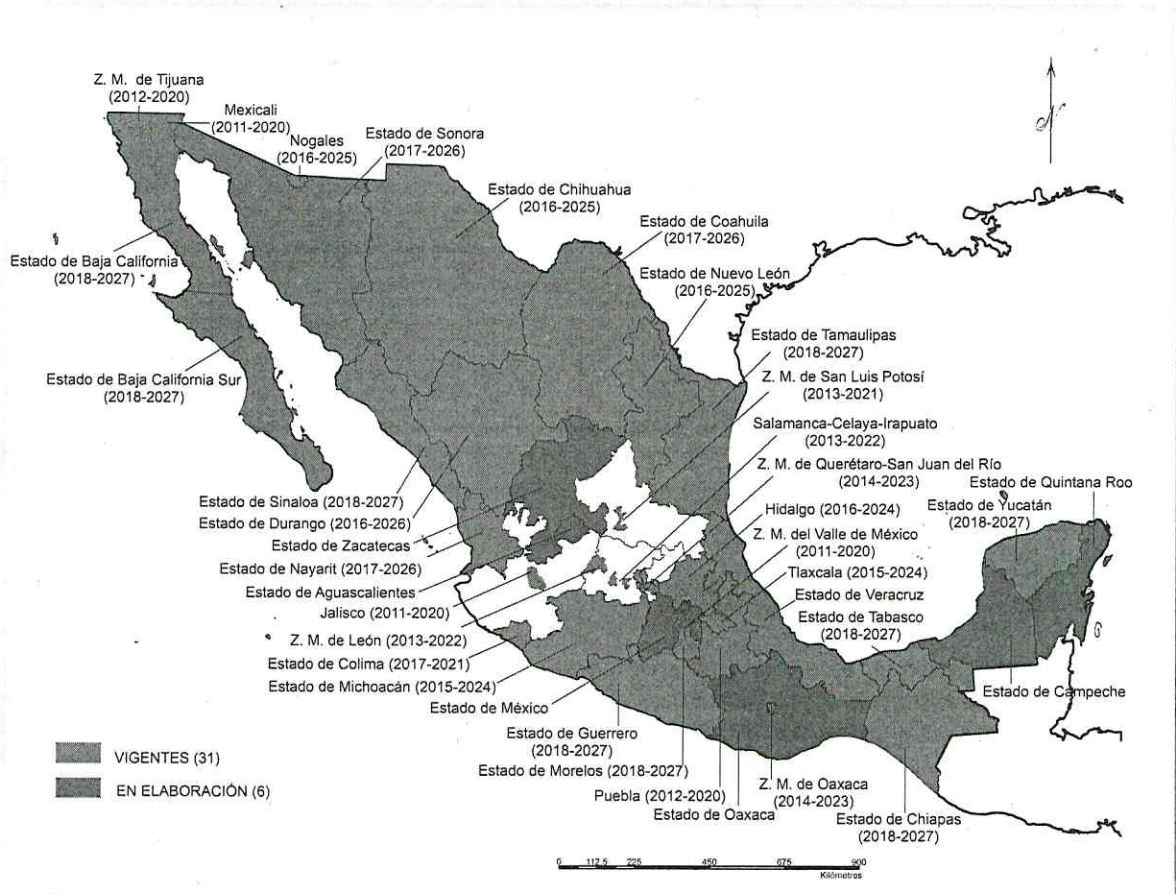 Z. M. de Tijuana
(2012-2020)
Mexicali
(2011-2020)
Nogales
(2016-2025)
Estado de Sonora
(2017-2026)
Estado de Chihuahua
(2016-2025)
Estado de Coahuila
(2017-2026)
Estado de Baja California
(2018-2027)
Estado de Nuevo León
(2016-2025)
Estado de Tamaulipas
(2018-2027)
Estado de Baja California Sur
(2018-2027)
Z. M. de San Luis Potosí
(2013-2021)
Salamanca-Celaya-Irapuato
(2013-2022)
Z. M. de Querétaro-San Juan del Río
(2014-2023)
Estado de Quintana Roo
Estado de Yucatán
(2018-2027)
Hidalgo (2016-2024)
Z. M. del Valle de México
(2011-2020)
Tlaxcala (2015-2024)
Estado de Veracruz
Estado de Tabasco
(2018-2027)
Estado de Sinaloa (2018-2027)
Estado de Durango (2016-2026)
Estado de Zacatecas
Estado de Nayarit (2017-2026)
Estado de Aguascalientes
Jalisco (2011-2020)
Z. M. de León (2013-2022)
Estado de Colima (2017-2021)
Estado de Michoacán (2015-2024)
Estado de México
Estado de Campeche
Estado de Guerrero
(2018-2027)
Estado de Morelos (2018-2027)
Puebla (2012-2020)
Estado de Oaxaca
Z. M. de Oaxaca
(2014-2023)
Estado de Chiapas
(2018-2027)
VIGENTES (31)
EN ELABORACIÓN (6)
0 112.5 225 450 675 900
Kilómetros